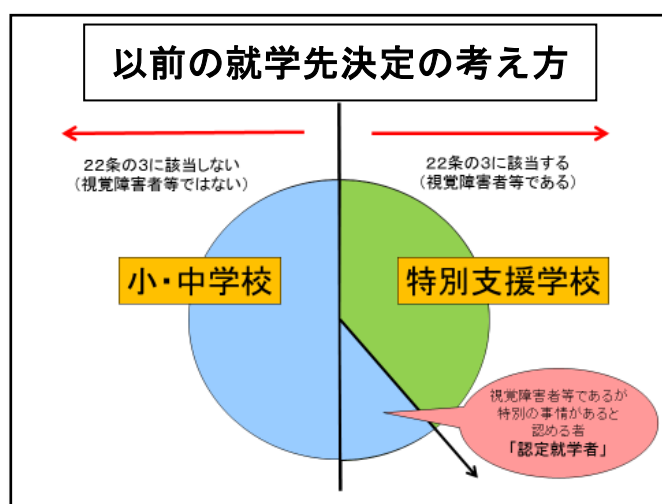 以前の就学先決定の考え方
22条の3に該当しない
(視覚障害者等ではない)
22条の3に該当する
(視覚障害者等である)
小・中学校
特別支援学校
視覚障害者等であるが
特別の事情があると
認める者
「認定就学者」